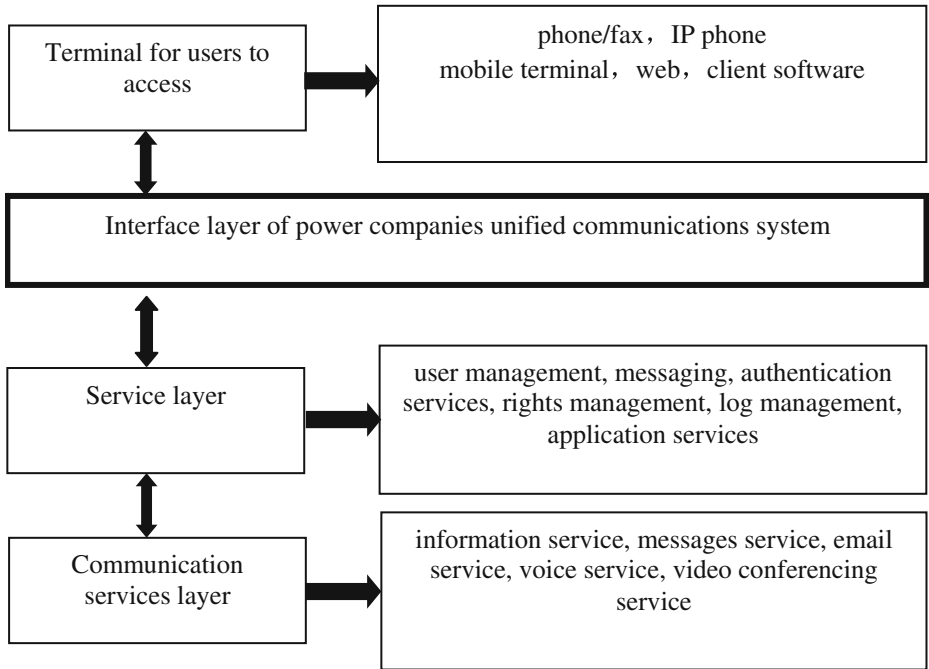 Terminal for users to
access
phone/fax，IP phone
mobile terminal，web，client software
Interface layer of power companies unified communications system
Service layer
user management, messaging, authentication
services, rights management, log management,
application services
Communication
services layer
information service, messages service, email
service, voice service, video conferencing
service